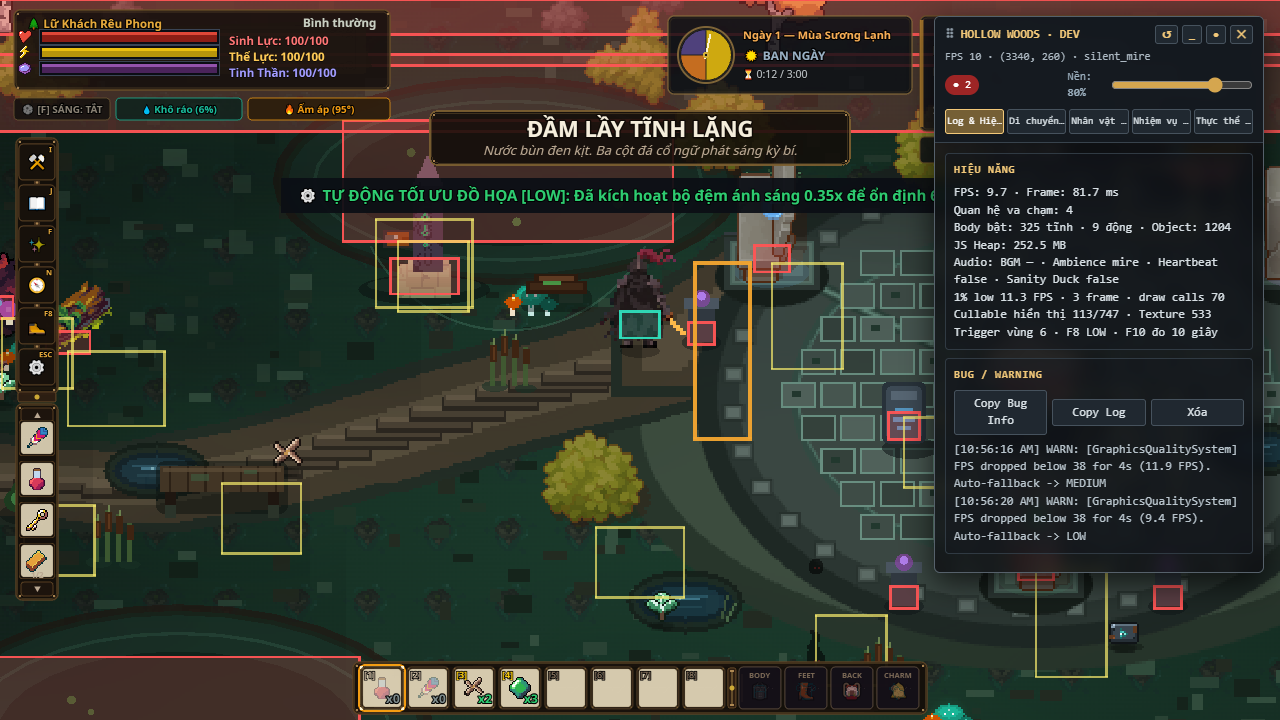 Lữ Khách Rêu Phong
Bình thường
Sinh Lực: 100/100
Thể Lực: 100/100
Tinh Thần: 100/100
[F] SÁNG: TẮT
Khô ráo (6%)
Ấm áp (95°)
Ngày 1 — Mùa Sương Lạnh
BAN NGÀY
0:12 / 3:00
ĐẦM LẦY TĨNH LẶNG
Nước bùn đen kịt. Ba cột đá cổ ngữ phát sáng kỳ bí.
TỰ ĐỘNG TỐI ƯU ĐỒ HỌA [LOW]: Đã kích hoạt bộ đệm ánh sáng 0.35x để ổn định
HOLLOW WOODS · DEV
FPS 10 · (3340, 260) · silent_mire
2
Nền:
80%
Log & Hiệ…
Di chuyển…
Nhân vật …
Nhiệm vụ …
Thực thể …
HIỆU NĂNG
FPS: 9.7 · Frame: 81.7 ms
Quan hệ va chạm: 4
Body bật: 325 tĩnh · 9 động · Object: 1204
JS Heap: 252.5 MB
Audio: BGM — · Ambience mire · Heartbeat
false · Sanity Duck false
1% low 11.3 FPS · 3 frame · draw calls 70
Cullable hiển thị 113/747 · Texture 533
Trigger vùng 6 · F8 LOW · F10 đo 10 giây
BUG / WARNING
Copy Bug
Info
Copy Log
Xóa
[10:56:16 AM] WARN: [GraphicsQualitySystem]
FPS dropped below 38 for 4s (11.9 FPS).
Auto-fallback -> MEDIUM
[10:56:20 AM] WARN: [GraphicsQualitySystem]
FPS dropped below 38 for 4s (9.4 FPS).
Auto-fallback -> LOW
I
J
F
N
F8
ESC
[1]
x0
[2]
x0
[3]
x2
[4]
x3
[5]
[6]
[7]
[8]
BODY
FEET
BACK
CHARM